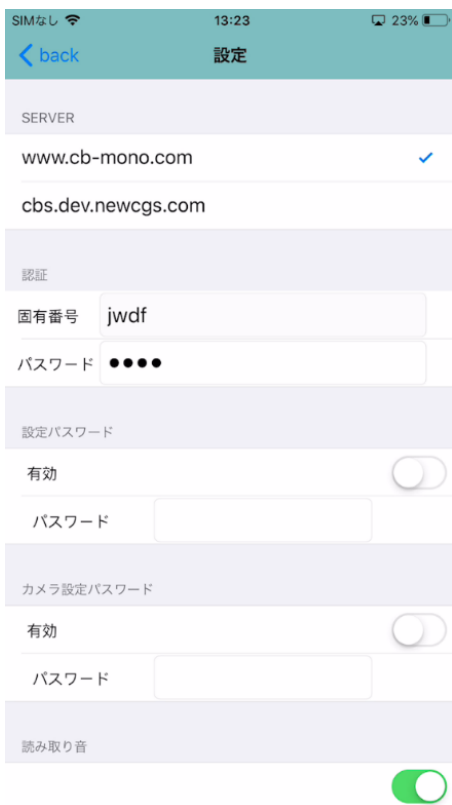 SIMなし 13:23 23%
back 設定
SERVER
www.cb-mono.com
cbs.dev.newcgs.com
認証
固有番号 jwdf
パスワード ●●●●
設定パスワード
有効
パスワード
カメラ設定パスワード
有効
パスワード
読み取り音